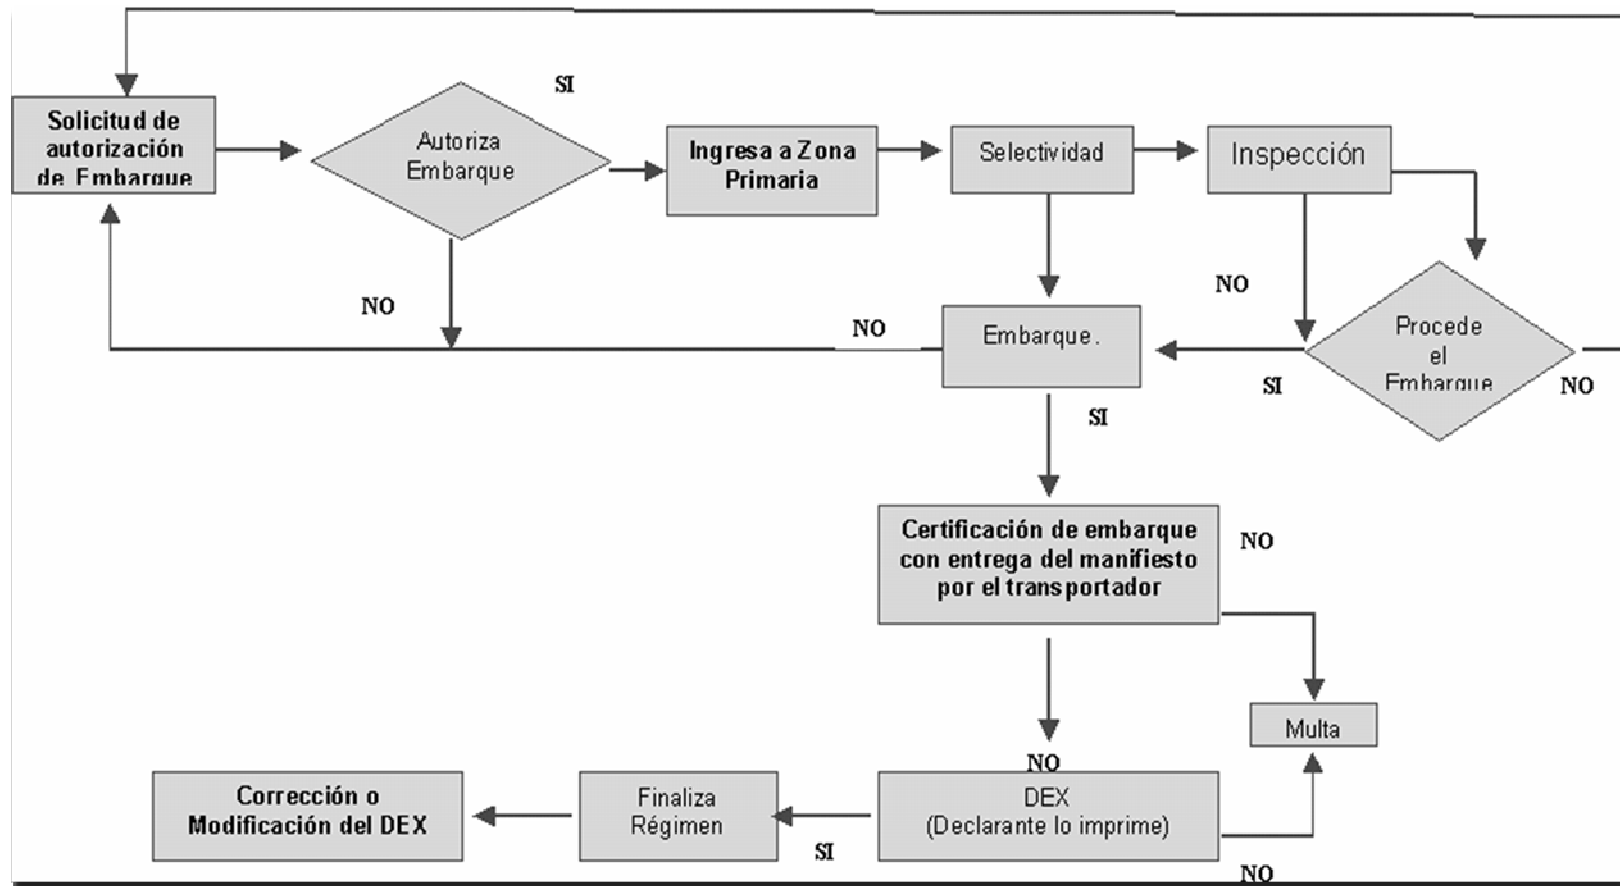 SI
Solicitud de
autorización
de Embarque
Autoriza
Embarque
Ingresa a Zona
Primaria
Selectividad
Inspección
NO
NO
NO
Embarque.
Procede
el
Embarque
SI
NO
SI
Certificación de embarque
con entrega del manifiesto
por el transportador
NO
Multa
NO
Corrección o
Modificación del DEX
Finaliza
Régimen
DEX
(Declarante lo imprime)
SI
NO